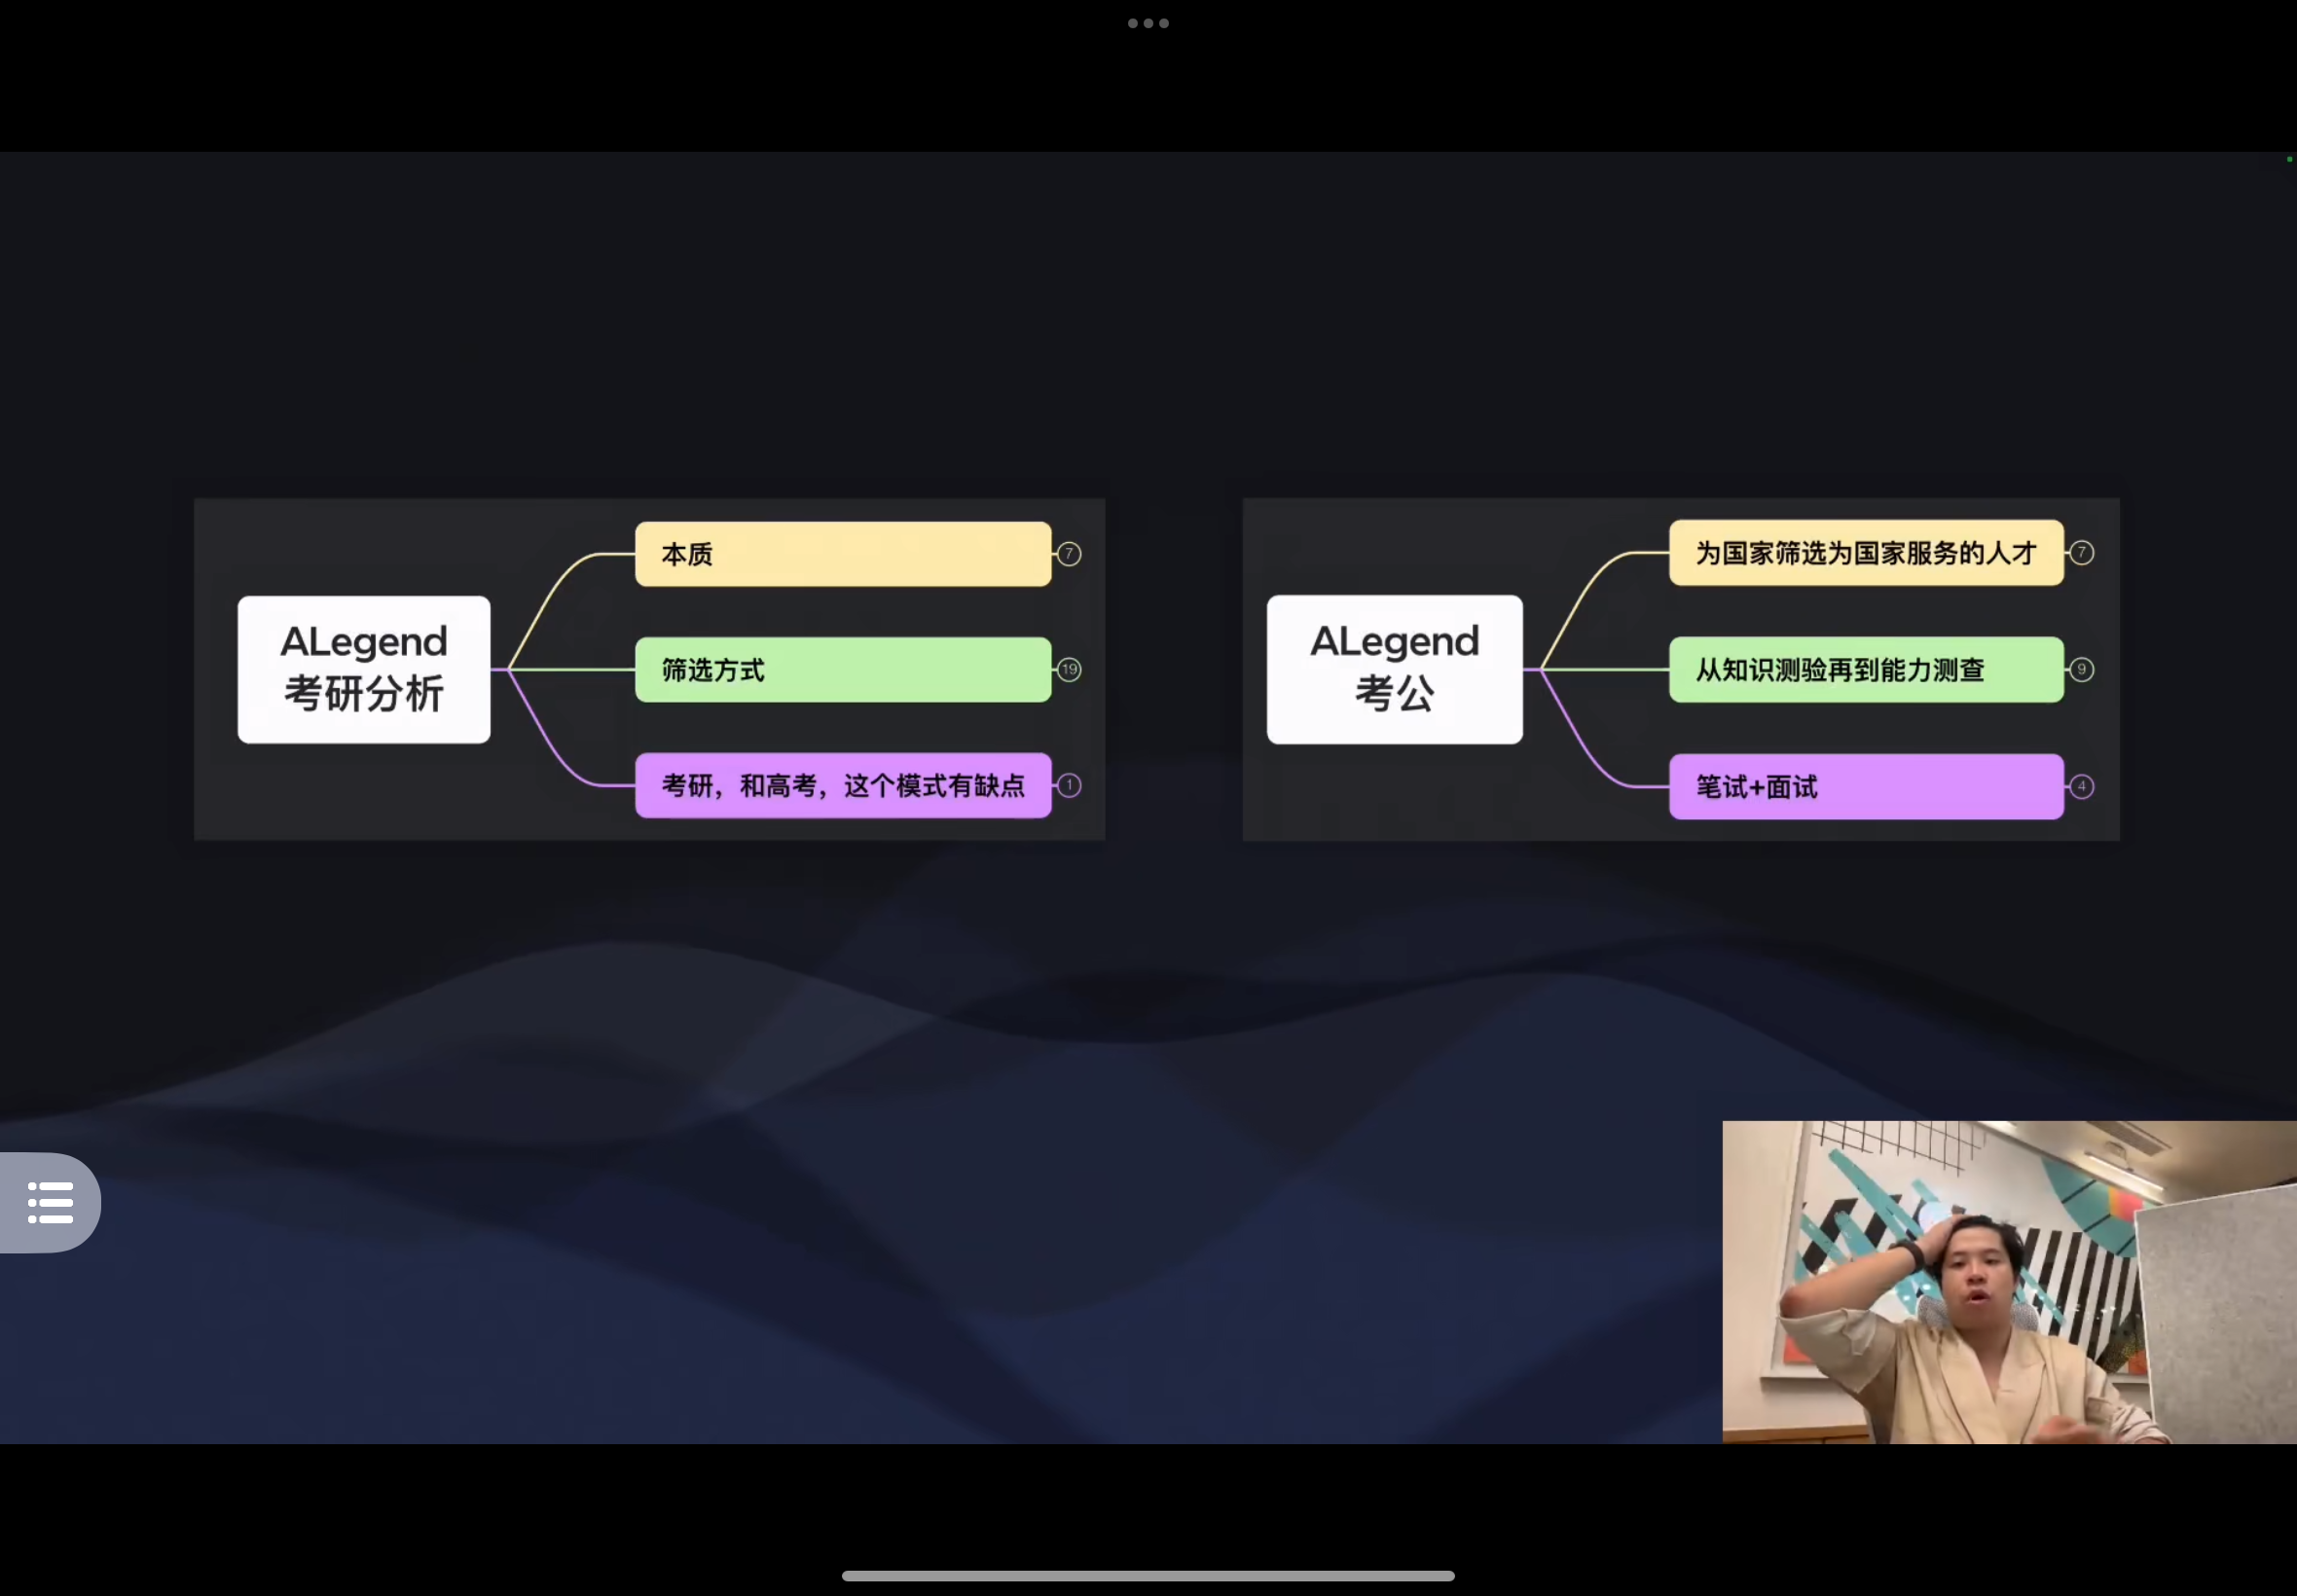 ALegend
考研分析
本质
7
筛选方式
19
考研，和高考，这个模式有缺点
1
ALegend
考公
为国家筛选为国家服务的人才
7
从知识测验再到能力测查
9
笔试+面试
4